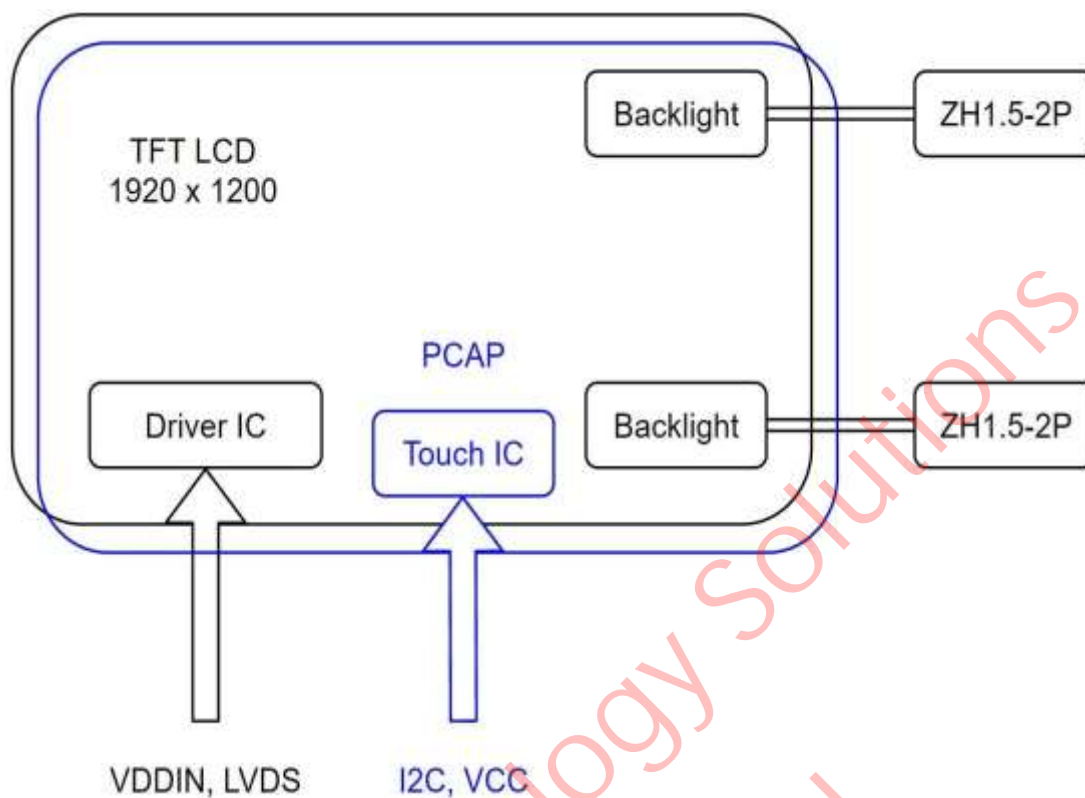 Backlight
ZH1.5-2P
TFT LCD
1920 x 1200
PCAP
Driver IC
Touch IC
Backlight
ZH1.5-2P
VDDIN, LVDS
I2C, VCC
Solutions